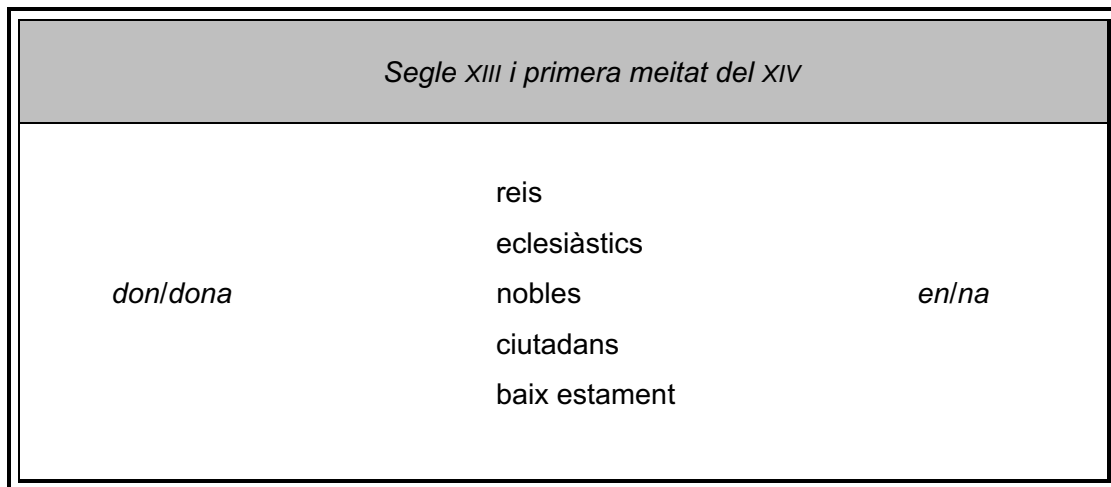 Segle XIII i primera meitat del XIV
reis
eclesiàstics
don/dona nobles en/na
ciutadans
baix estament